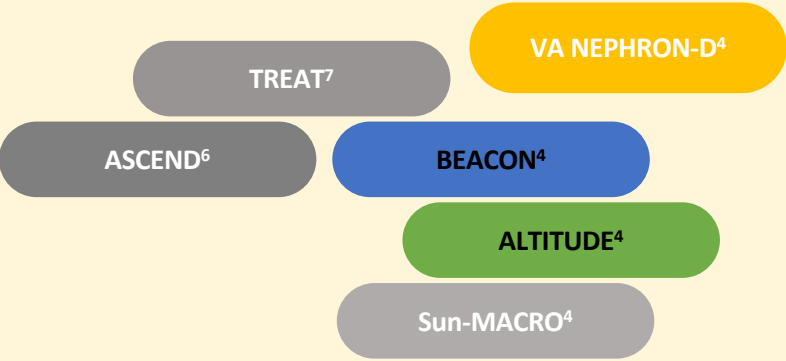 VA NEPHRON-D⁴
TREAT⁷
ASCEND⁶
BEACON⁴
ALTITUDE⁴
Sun-MACRO⁴